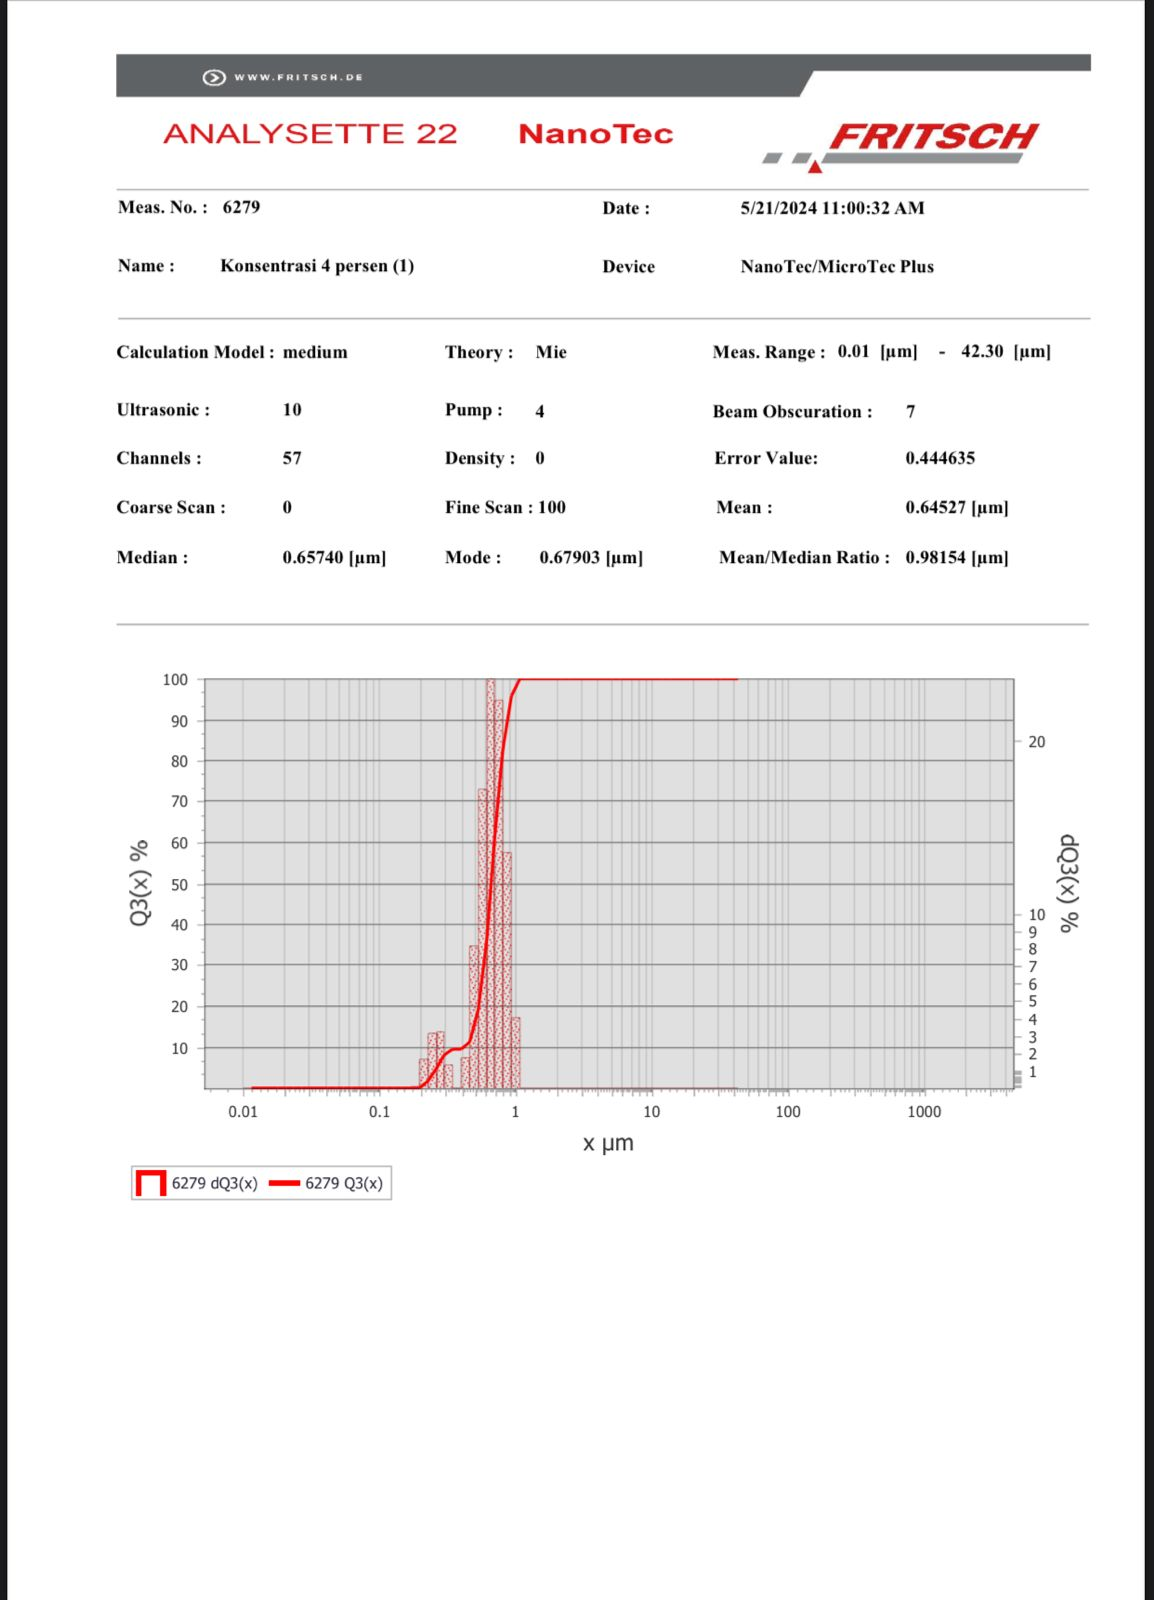 WWW.FRITSCH.DE
ANALYSETTE 22 NanoTec FRITSCH
Meas. No. : 6279 Date : 5/21/2024 11:00:32 AM
Name : Konsentrasi 4 persen (1) Device NanoTec/MicroTec Plus
Calculation Model : medium Theory : Mie Meas. Range : 0.01 [µm] - 42.30 [µm]
Ultrasonic : 10 Pump : 4 Beam Obscuration : 7
Channels : 57 Density : 0 Error Value: 0.444635
Coarse Scan : 0 Fine Scan : 100 Mean : 0.64527 [µm]
Median : 0.65740 [µm] Mode : 0.67903 [µm] Mean/Median Ratio : 0.98154 [µm]
Q3(x) %
100
90
80
70
60
50
40
30
20
10
20
10
9
8
7
6
5
4
3
2
1
dQ3(x) %
0.01 0.1 1 10 100 1000
x µm
6279 dQ3(x) 6279 Q3(x)